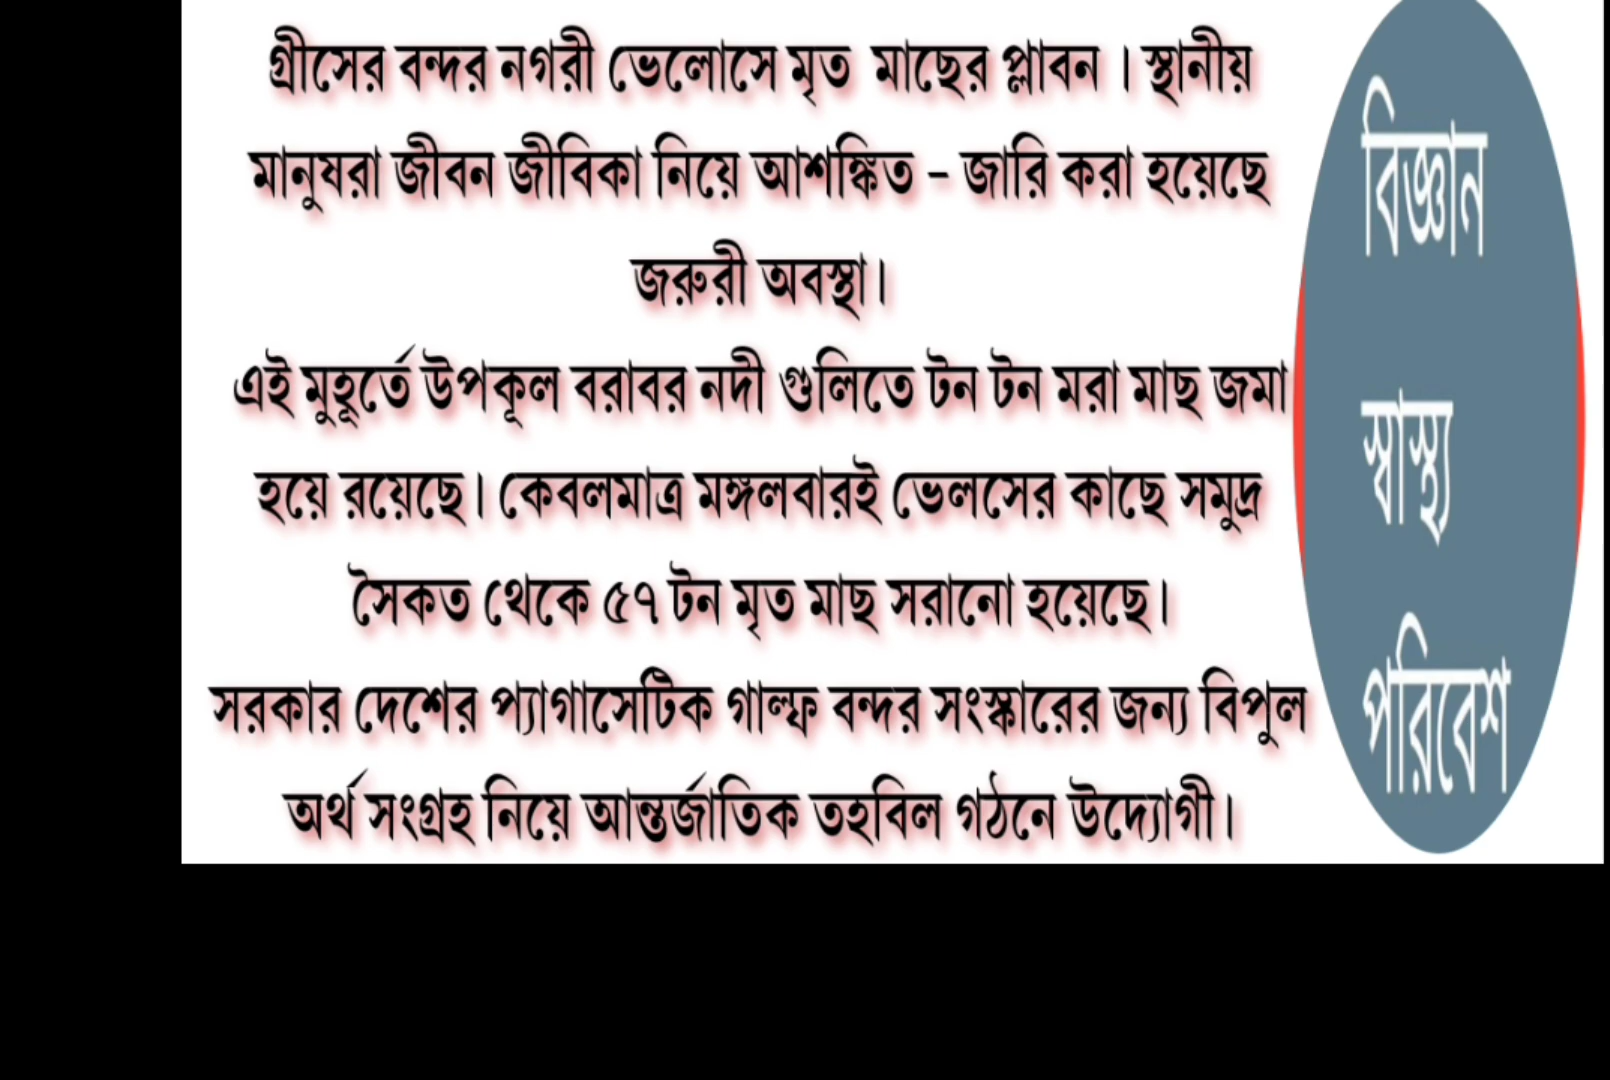 গ্রীসের বন্দর নগরী ভেলোসে মৃত মাছের প্লাবন । স্থানীয়
মানুষরা জীবন জীবিকা নিয়ে আশঙ্কিত - জারি করা হয়েছে
জরুরী অবস্থা।
এই মুহূর্তে উপকূল বরাবর নদী গুলিতে টন টন মরা মাছ জমা
হয়ে রয়েছে। কেবলমাত্র মঙ্গলবারই ভেলসের কাছে সমুদ্র
সৈকত থেকে ৫৭ টন মৃত মাছ সরানো হয়েছে।
সরকার দেশের প্যাগাসেটিক গাল্ফ বন্দর সংস্কারের জন্য বিপুল
অর্থ সংগ্রহ নিয়ে আন্তর্জাতিক তহবিল গঠনে উদ্যোগী।
বিজ্ঞান
স্বাস্থ্য
পরিবেশ